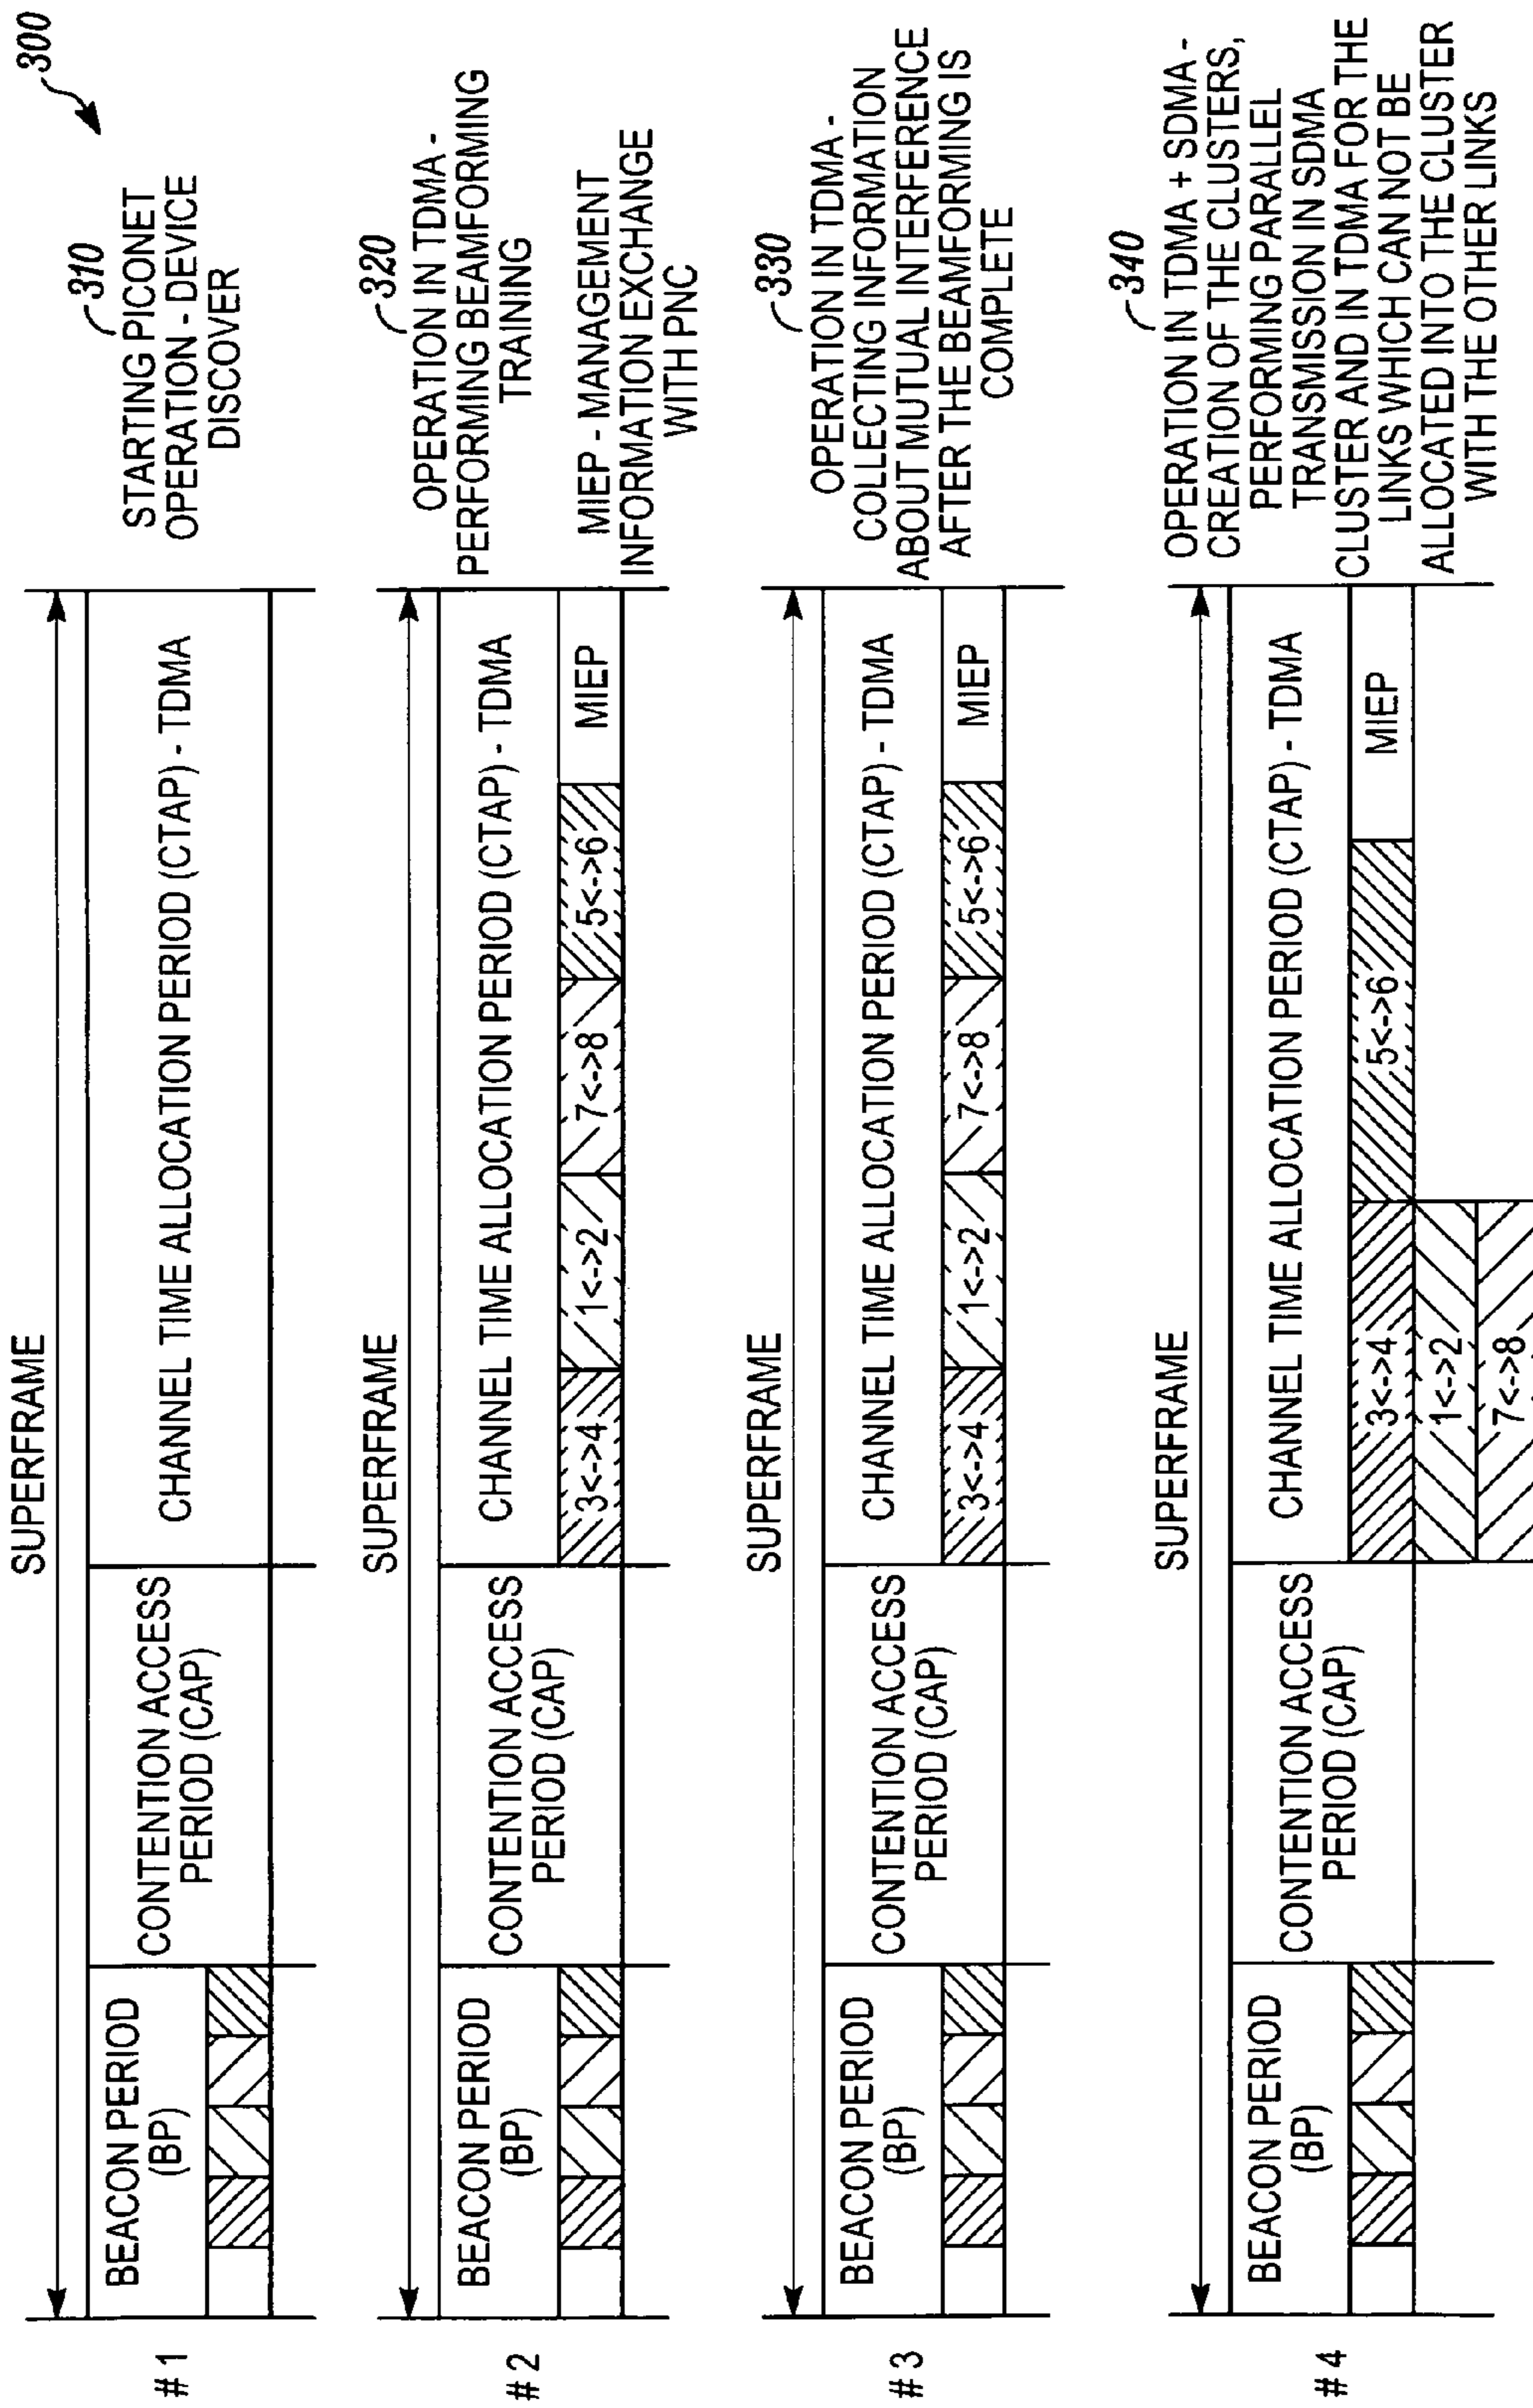 300
SUPERFRAME
# 1
BEACON PERIOD
(BP)
CONTENTION ACCESS
PERIOD (CAP)
CHANNEL TIME ALLOCATION PERIOD (CTAP) - TDMA
310
STARTING PICONET
OPERATION - DEVICE
DISCOVER
SUPERFRAME
# 2
BEACON PERIOD
(BP)
CONTENTION ACCESS
PERIOD (CAP)
CHANNEL TIME ALLOCATION PERIOD (CTAP) - TDMA
3<->4
1<->2
7<->8
5<->6
MIEP
320
OPERATION IN TDMA -
PERFORMING BEAMFORMING
TRAINING
MIEP - MANAGEMENT
INFORMATION EXCHANGE
WITH PNC
SUPERFRAME
# 3
BEACON PERIOD
(BP)
CONTENTION ACCESS
PERIOD (CAP)
CHANNEL TIME ALLOCATION PERIOD (CTAP) - TDMA
3<->4
1<->2
7<->8
5<->6
MIEP
330
OPERATION IN TDMA -
COLLECTING INFORMATION
ABOUT MUTUAL INTERFERENCE
AFTER THE BEAMFORMING IS
COMPLETE
SUPERFRAME
# 4
BEACON PERIOD
(BP)
CONTENTION ACCESS
PERIOD (CAP)
CHANNEL TIME ALLOCATION PERIOD (CTAP) - TDMA
3<->4
5<->6
MIEP
1<->2
7<->8
340
OPERATION IN TDMA + SDMA -
CREATION OF THE CLUSTERS,
PERFORMING PARALLEL
TRANSMISSION IN SDMA
CLUSTER AND IN TDMA FOR THE
LINKS WHICH CAN NOT BE
ALLOCATED INTO THE CLUSTER
WITH THE OTHER LINKS